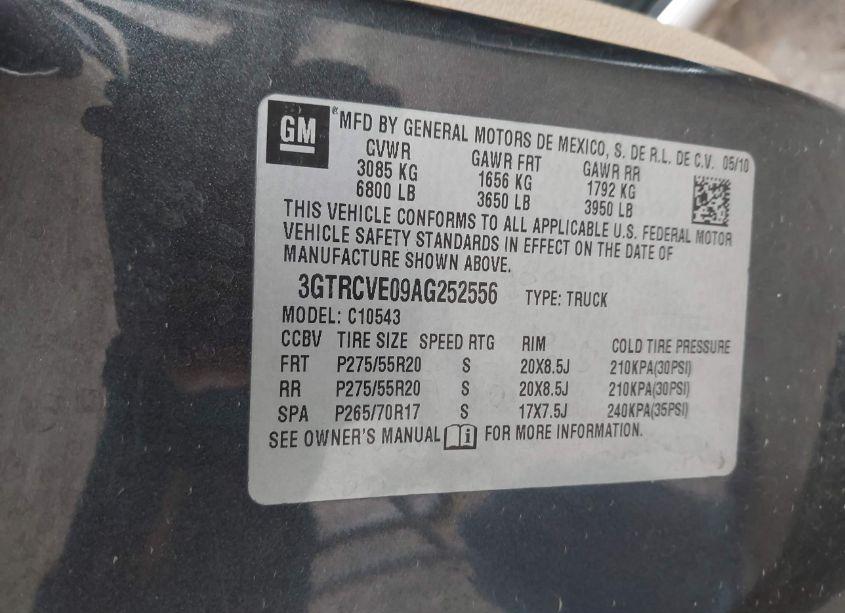 GM
® MFD BY GENERAL MOTORS DE MEXICO, S. DE R.L. DE C.V. 05/10
GVWR GAWR FRT GAWR RR
3085 KG 1656 KG 1792 KG
6800 LB 3650 LB 3950 LB
THIS VEHICLE CONFORMS TO ALL APPLICABLE U.S. FEDERAL MOTOR
VEHICLE SAFETY STANDARDS IN EFFECT ON THE DATE OF
MANUFACTURE SHOWN ABOVE.
3GTRCVE09AG252556 TYPE: TRUCK
MODEL: C10543
CCBV TIRE SIZE SPEED RTG RIM COLD TIRE PRESSURE
FRT P275/55R20 S 20X8.5J 210KPA(30PSI)
RR P275/55R20 S 20X8.5J 210KPA(30PSI)
SPA P265/70R17 S 17X7.5J 240KPA(35PSI)
SEE OWNER'S MANUAL i FOR MORE INFORMATION.